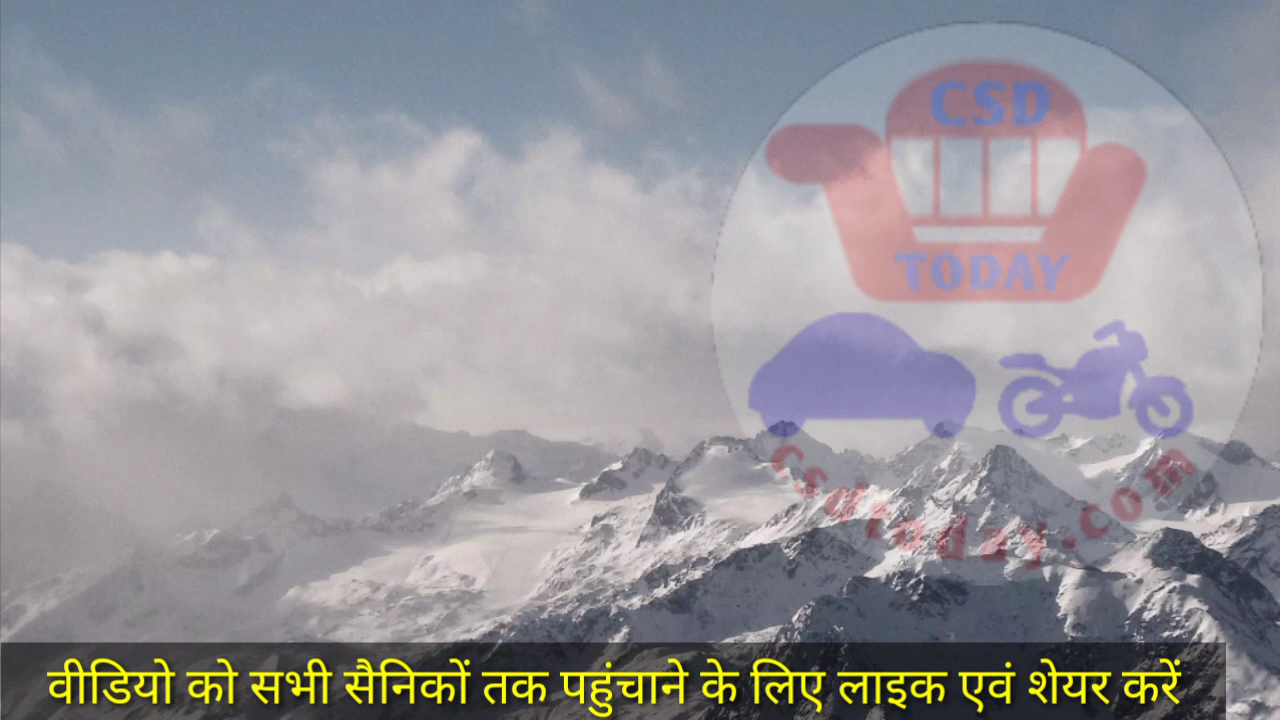 CSD
TODAY
csdtoday.com
वीडियो को सभी सैनिकों तक पहुंचाने के लिए लाइक एवं शेयर करें